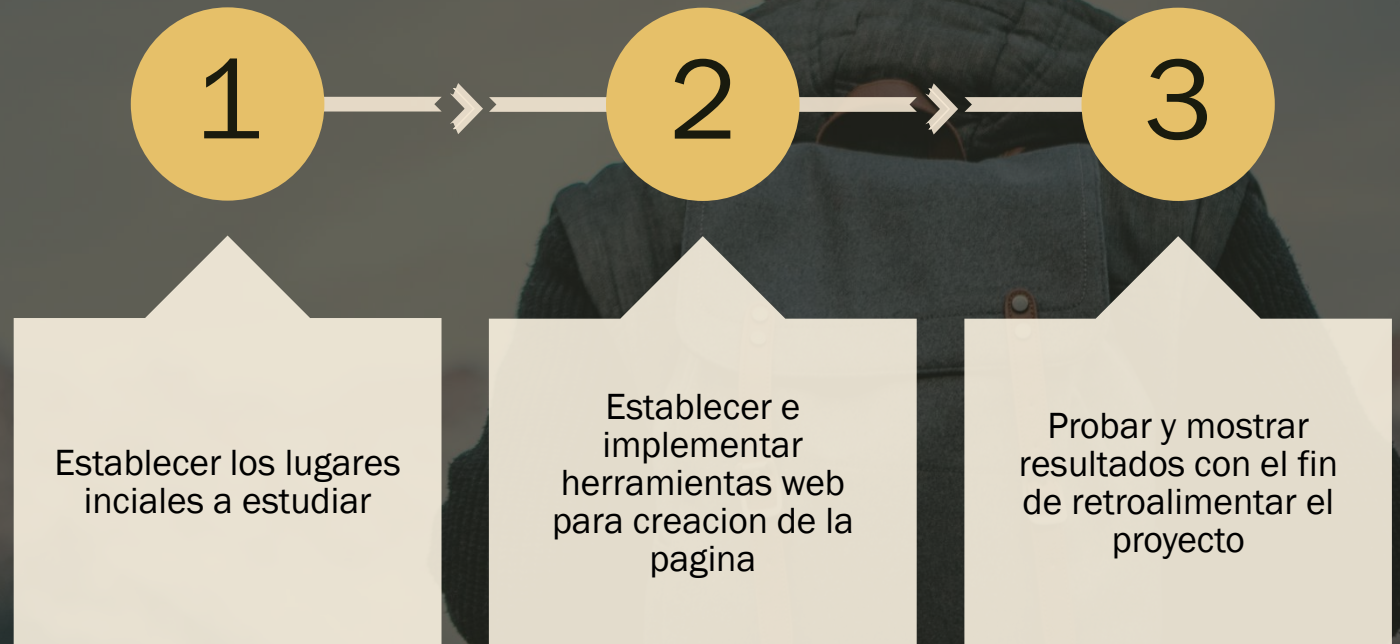 1
2
3
Establecer los lugares
inciales a estudiar
Establecer e
implementar
herramientas web
para creacion de la
pagina
Probar y mostrar
resultados con el fin
de retroalimentar el
proyecto